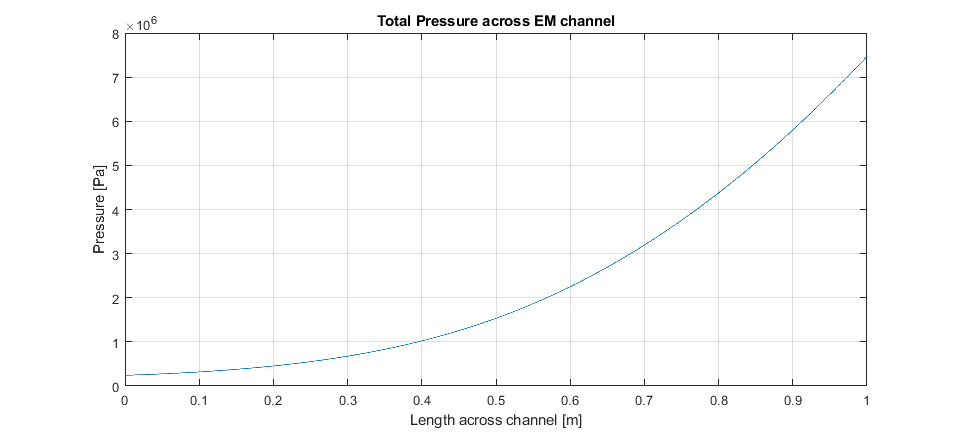 Total Pressure across EM channel
×10⁶
8
7
6
5
4
3
2
1
0
Pressure [Pa]
0 0.1 0.2 0.3 0.4 0.5 0.6 0.7 0.8 0.9 1
Length across channel [m]